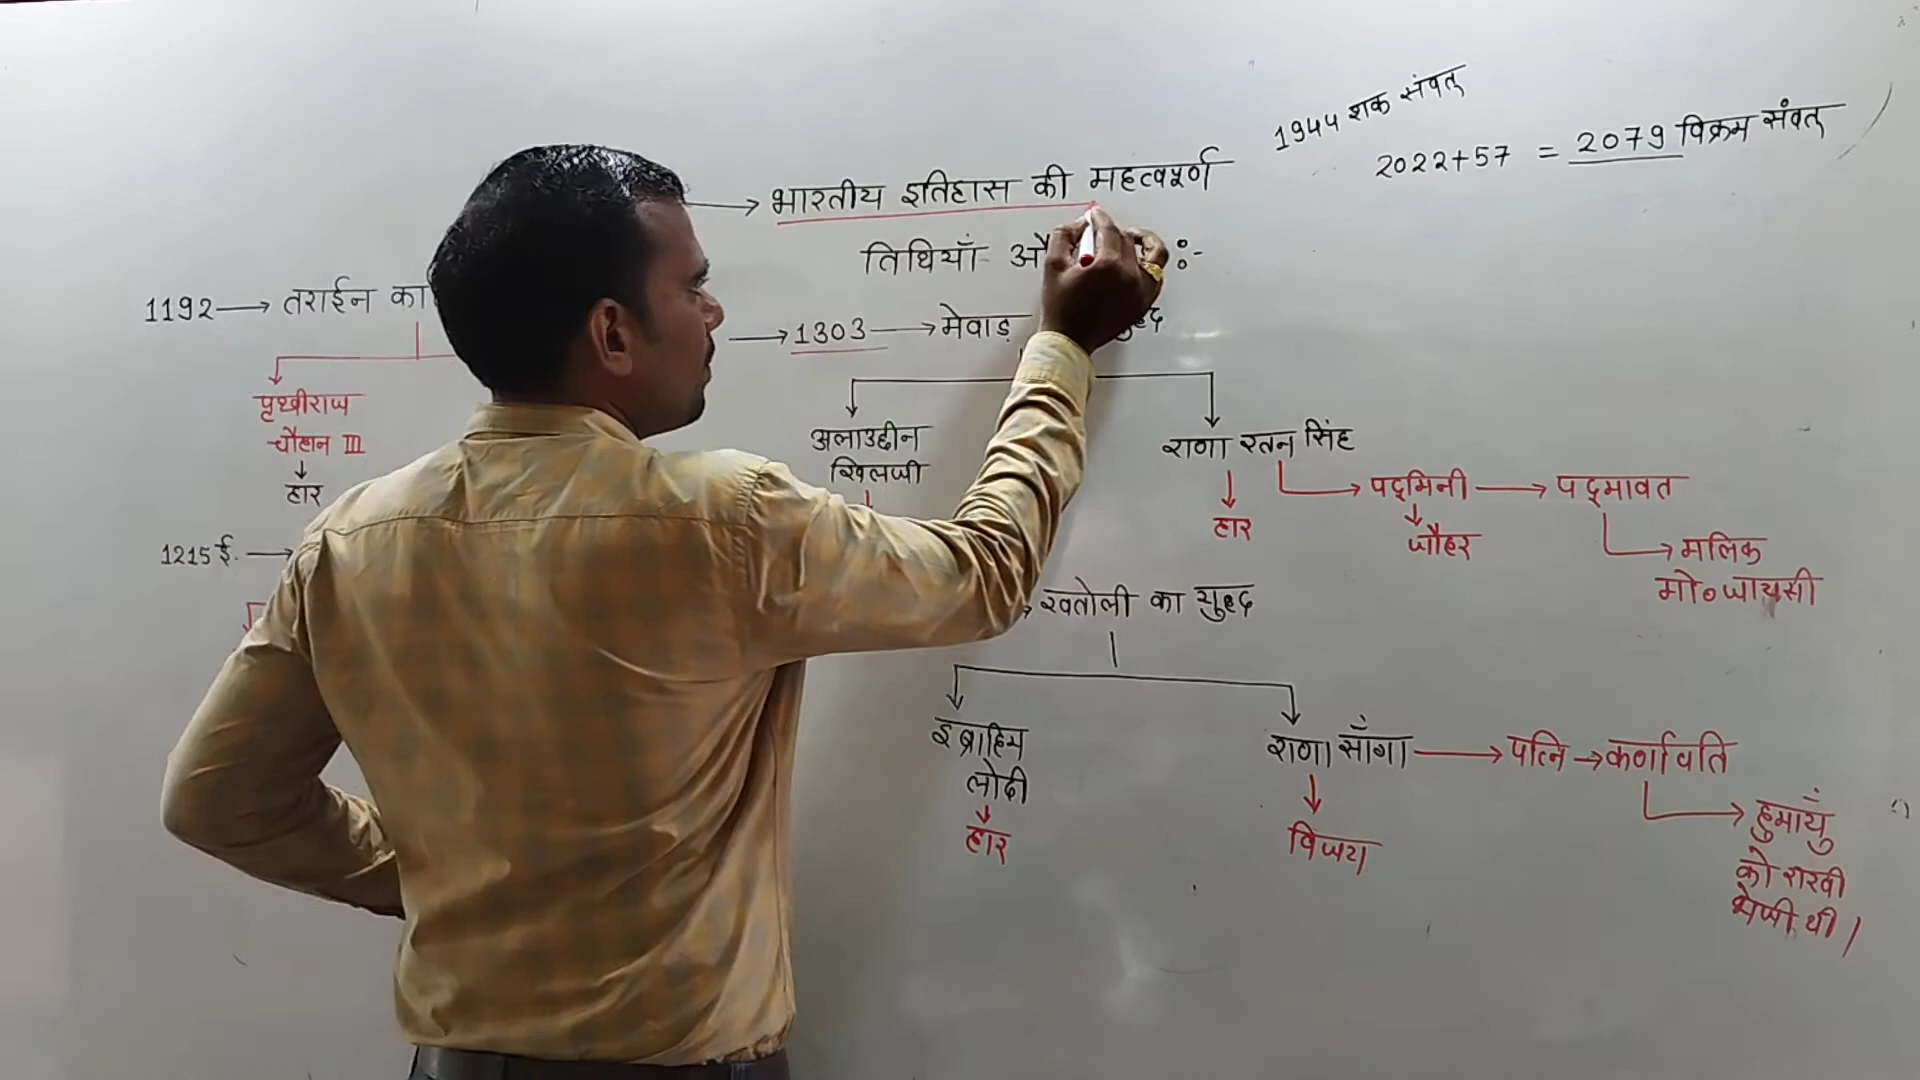 1944 शक संवत्
2022+57 = 2079 विक्रम संवत्
→ भारतीय इतिहास की महत्वपूर्ण
तिथियाँ- औ :-
1192 → तराईन का
पृथ्वीराज
चौहान III
↓
हार
1215 ई. →
→ 1303 → मेवाड़
अलाउद्दीन
खिलजी
राणा रतन सिंह
↓
हार
→ पद्मिनी → पद्मावत
↓
जौहर
→ मलिक
मो० जायसी
→ खतोली का युद्ध
इब्राहिम
लोदी
↓
हार
राणा साँगा → पत्नि → कर्णावति
↓
विजय
→ हुमायुँ
को राखी
भेजी थी।